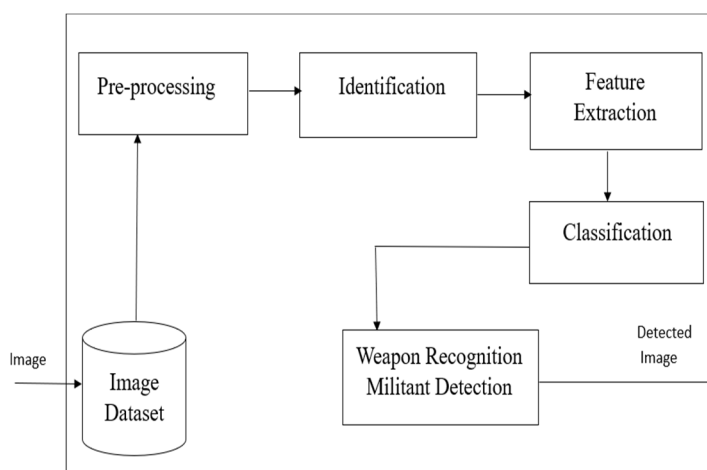 Pre-processing
Identification
Feature
Extraction
Classification
Image
Image
Dataset
Weapon Recognition
Militant Detection
Detected
Image